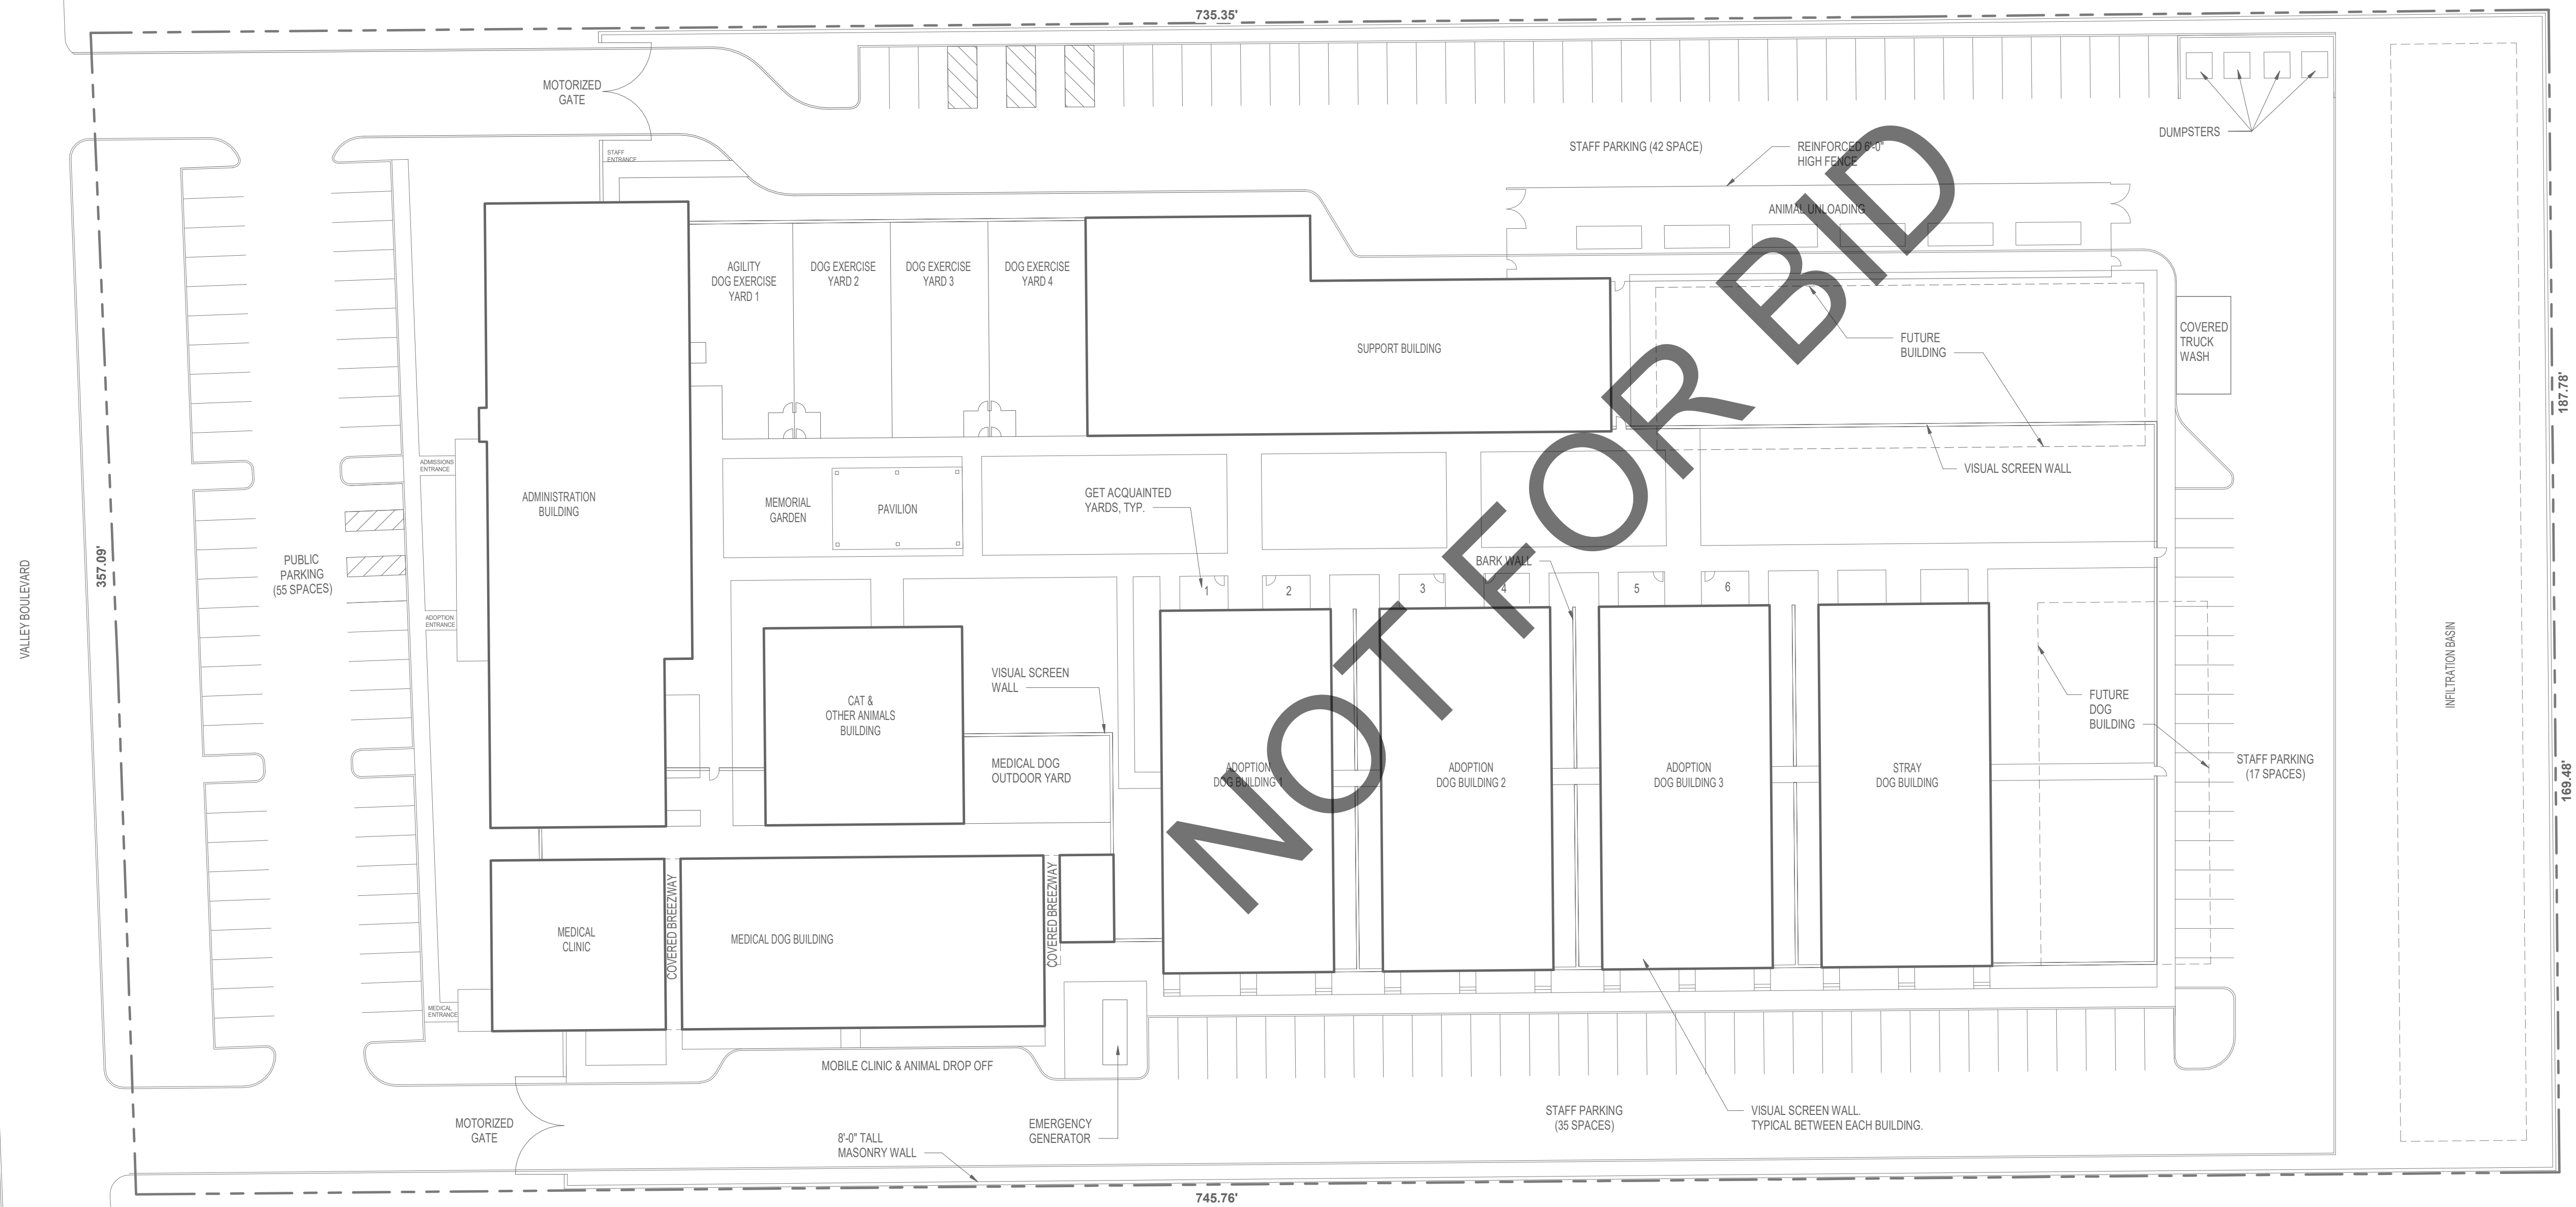 735.35'
MOTORIZED
GATE
STAFF
ENTRANCE
STAFF PARKING (42 SPACE)
REINFORCED 6'-0"
HIGH FENCE
DUMPSTERS
ANIMAL UNLOADING
AGILITY
DOG EXERCISE
YARD 1
DOG EXERCISE
YARD 2
DOG EXERCISE
YARD 3
DOG EXERCISE
YARD 4
SUPPORT BUILDING
FUTURE
BUILDING
COVERED
TRUCK
WASH
187.78'
ADMISSIONS
ENTRANCE
VISUAL SCREEN WALL
ADMINISTRATION
BUILDING
MEMORIAL
GARDEN
PAVILION
GET ACQUAINTED
YARDS, TYP.
357.09'
VALLEY BOULEVARD
PUBLIC
PARKING
(55 SPACES)
BARK WALL
1
2
3
4
5
6
ADOPTION
ENTRANCE
VISUAL SCREEN
WALL
CAT &
OTHER ANIMALS
BUILDING
FUTURE
DOG
BUILDING
INFILTRATION BASIN
MEDICAL DOG
OUTDOOR YARD
ADOPTION
DOG BUILDING 1
ADOPTION
DOG BUILDING 2
ADOPTION
DOG BUILDING 3
STRAY
DOG BUILDING
STAFF PARKING
(17 SPACES)
169.48'
MEDICAL
CLINIC
COVERED BREEZWAY
MEDICAL DOG BUILDING
COVERED BREEZWAY
MEDICAL
ENTRANCE
MOBILE CLINIC & ANIMAL DROP OFF
MOTORIZED
GATE
8'-0" TALL
MASONRY WALL
EMERGENCY
GENERATOR
STAFF PARKING
(35 SPACES)
VISUAL SCREEN WALL.
TYPICAL BETWEEN EACH BUILDING.
745.76'
NOT FOR BID